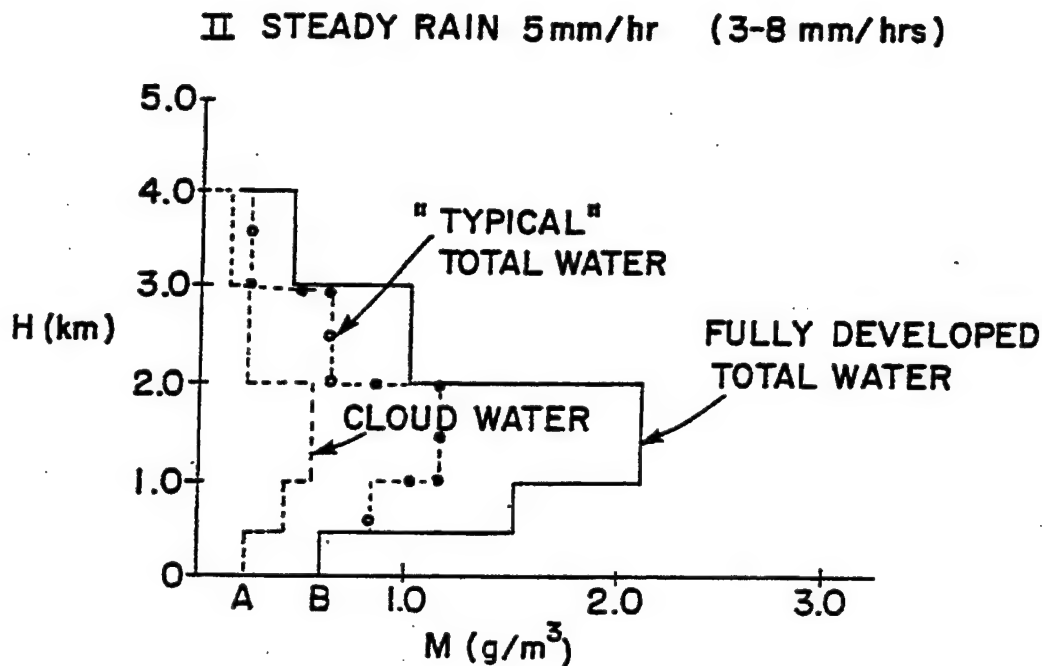 II STEADY RAIN 5mm/hr (3-8 mm/hrs)
5.0
4.0
"TYPICAL"
TOTAL WATER
3.0
H (km)
FULLY DEVELOPED
TOTAL WATER
2.0
CLOUD WATER
1.0
0
A B 1.0 2.0 3.0
M (g/m³)